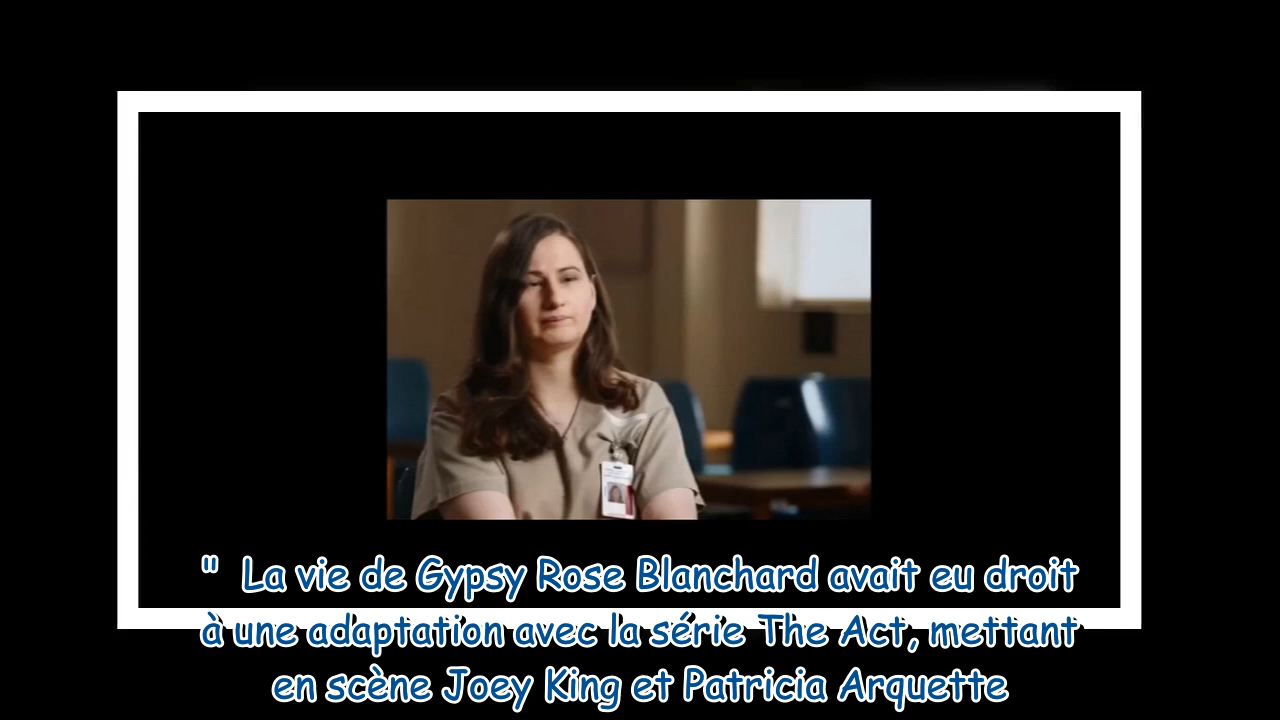 "  La vie de Gypsy Rose Blanchard avait eu droit
à une adaptation avec la série The Act, mettant
en scène Joey King et Patricia Arquette